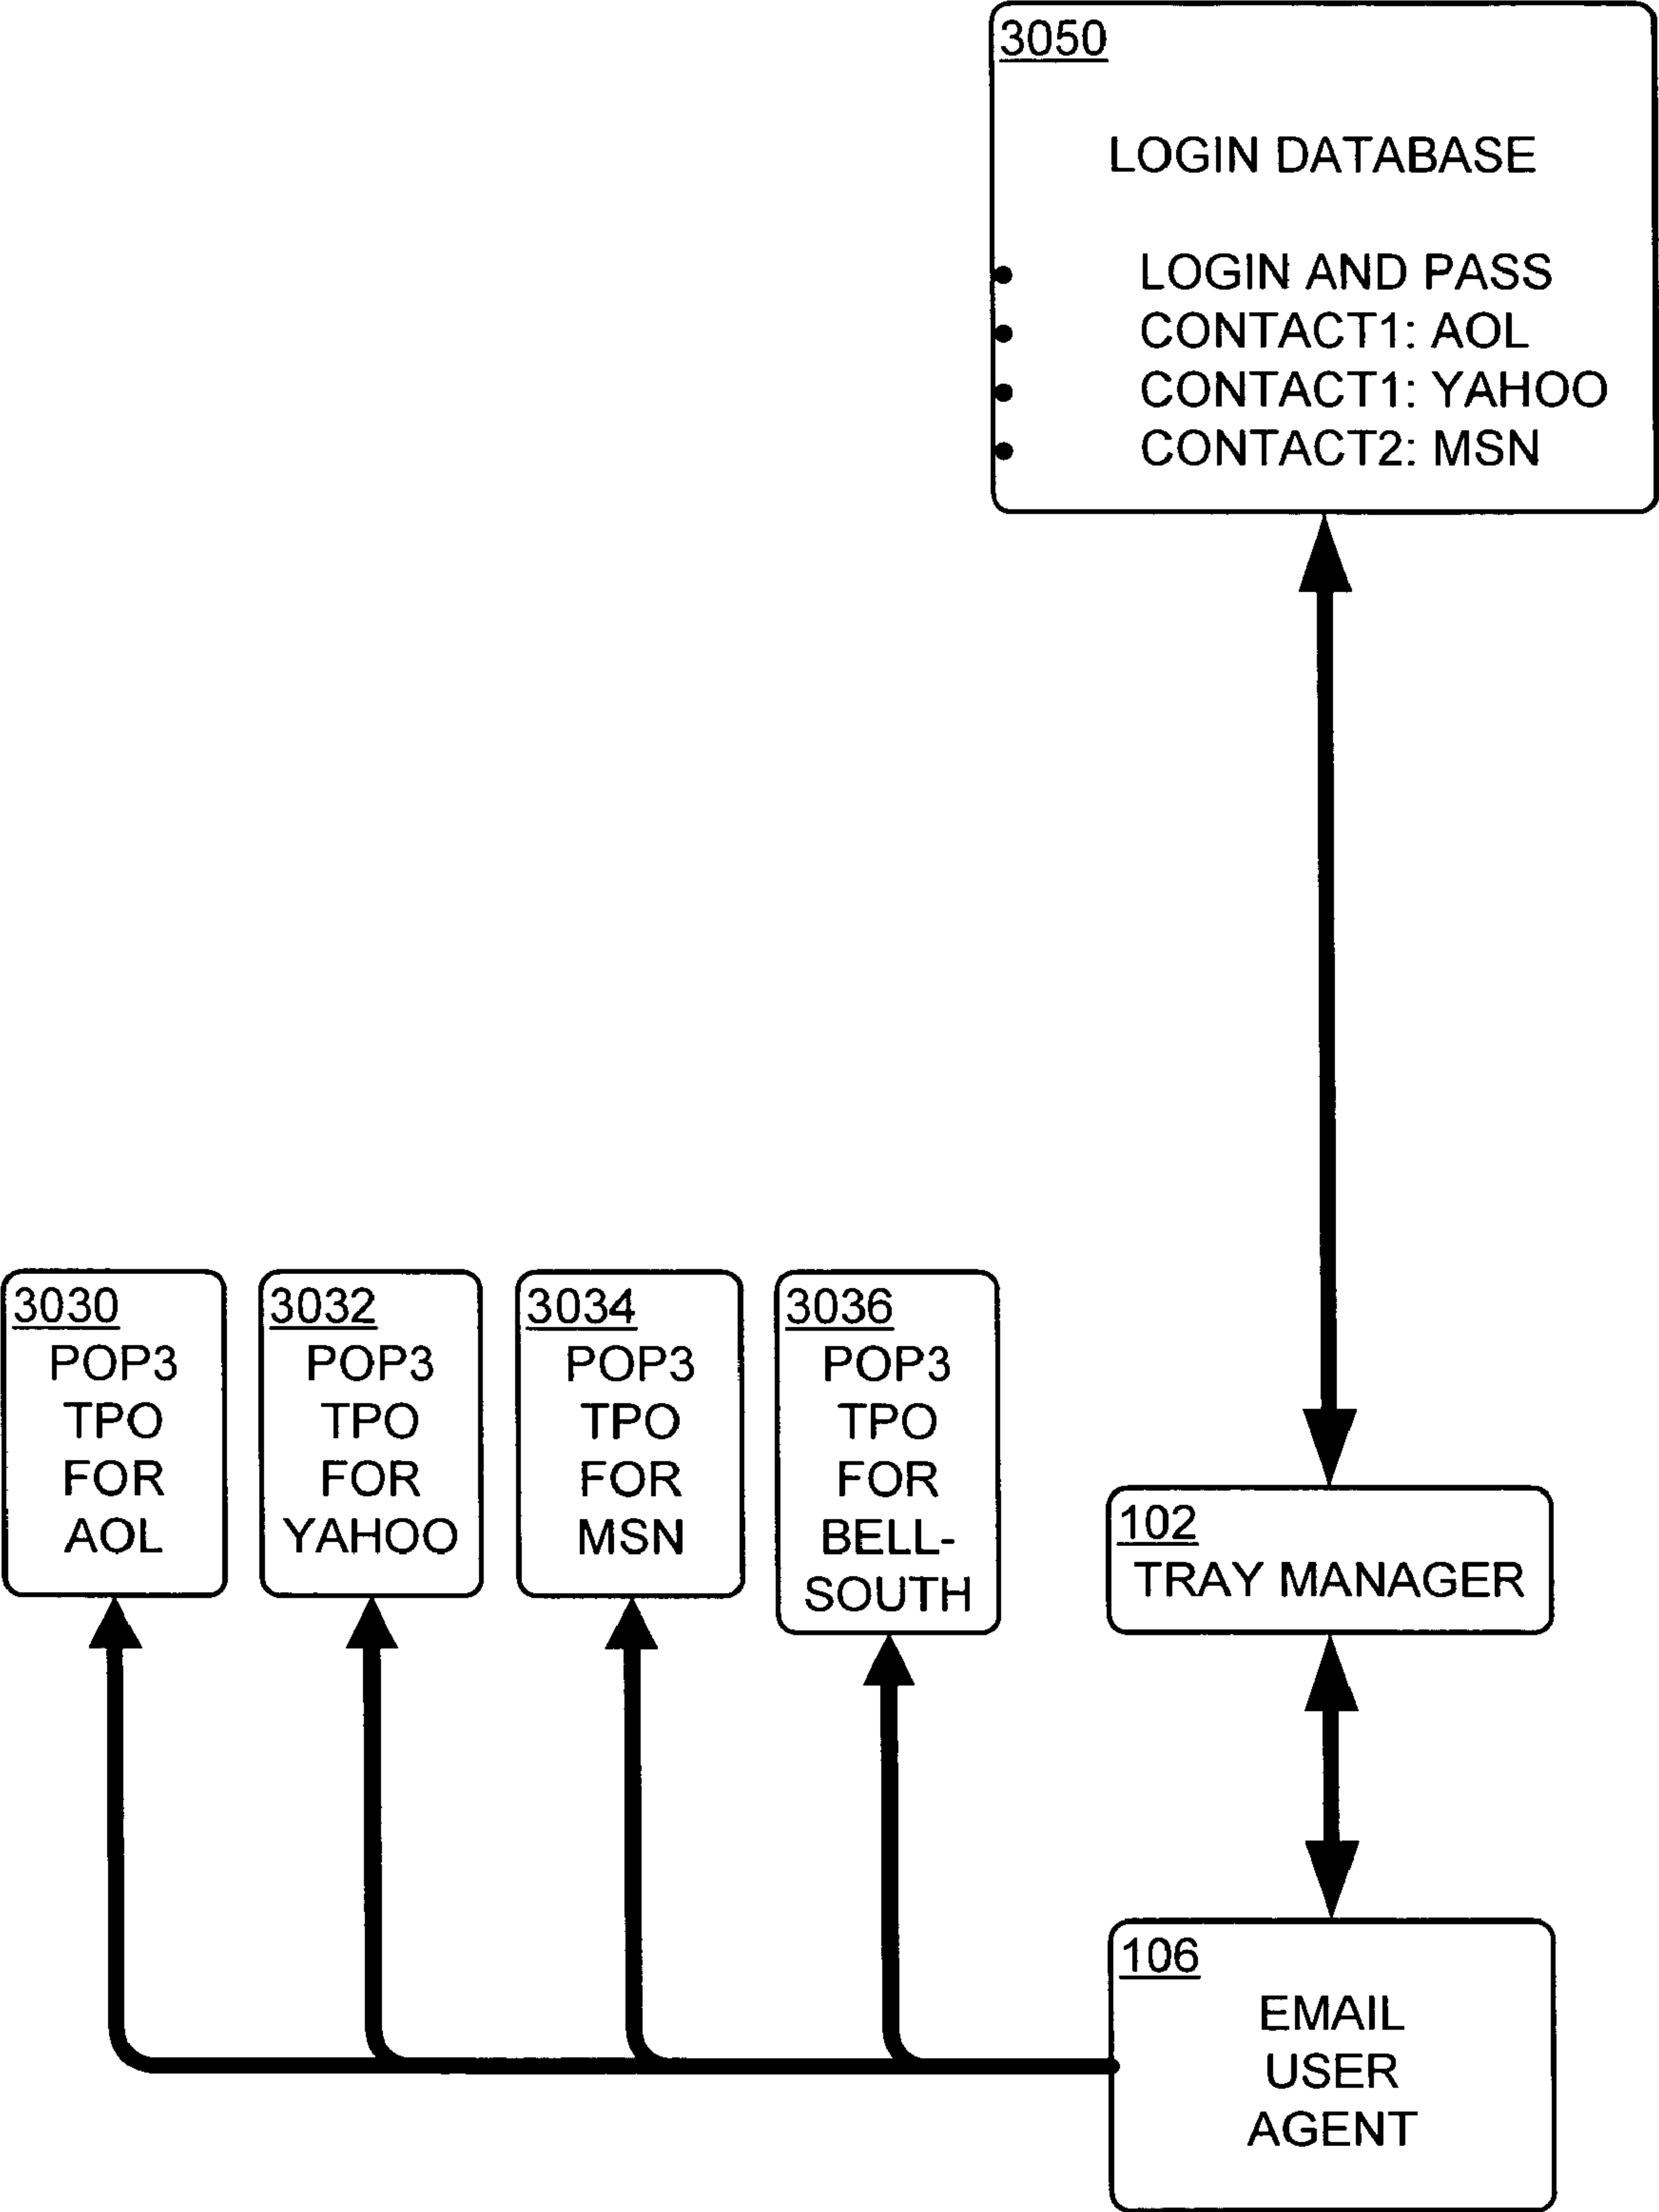 3050
LOGIN DATABASE
LOGIN AND PASS
CONTACT1: AOL
CONTACT1: YAHOO
CONTACT2: MSN
3030
POP3
TPO
FOR
AOL
3032
POP3
TPO
FOR
YAHOO
3034
POP3
TPO
FOR
MSN
3036
POP3
TPO
FOR
BELL-
SOUTH
102
TRAY MANAGER
106
EMAIL
USER
AGENT